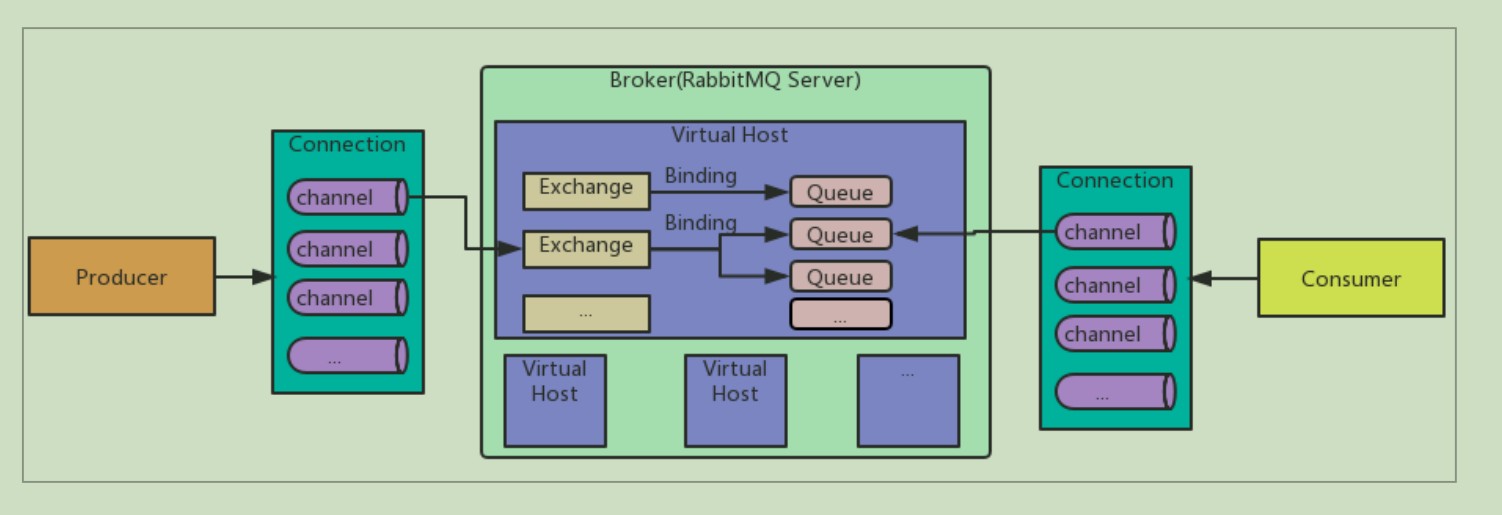 Broker(RabbitMQ Server)
Virtual Host
Connection
channel
channel
channel
...
Producer
Exchange
Binding
Queue
Exchange
Binding
Queue
Queue
...
...
Virtual
Host
Virtual
Host
...
Connection
channel
channel
channel
...
Consumer